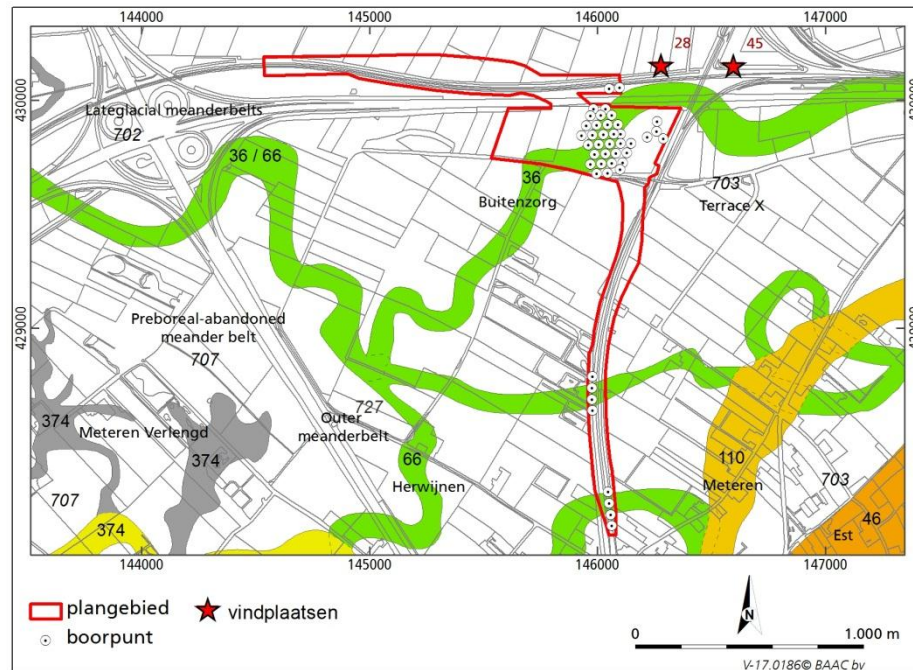 144000 145000 146000 147000
28 45
430000 430000
Lateglacial meanderbelts
702
36 / 66
36
703
Buitenzorg
Terrace X
429000 429000
Preboreal-abandoned
meander belt
707
727
Outer
meanderbelt
374
Meteren Verlengd
374
66
Herwijnen
110
Meteren
703
707
374
46
Est
144000 145000 146000 147000
plangebied
vindplaatsen
boorpunt
N
0 1.000 m
V-17.0186© BAAC bv